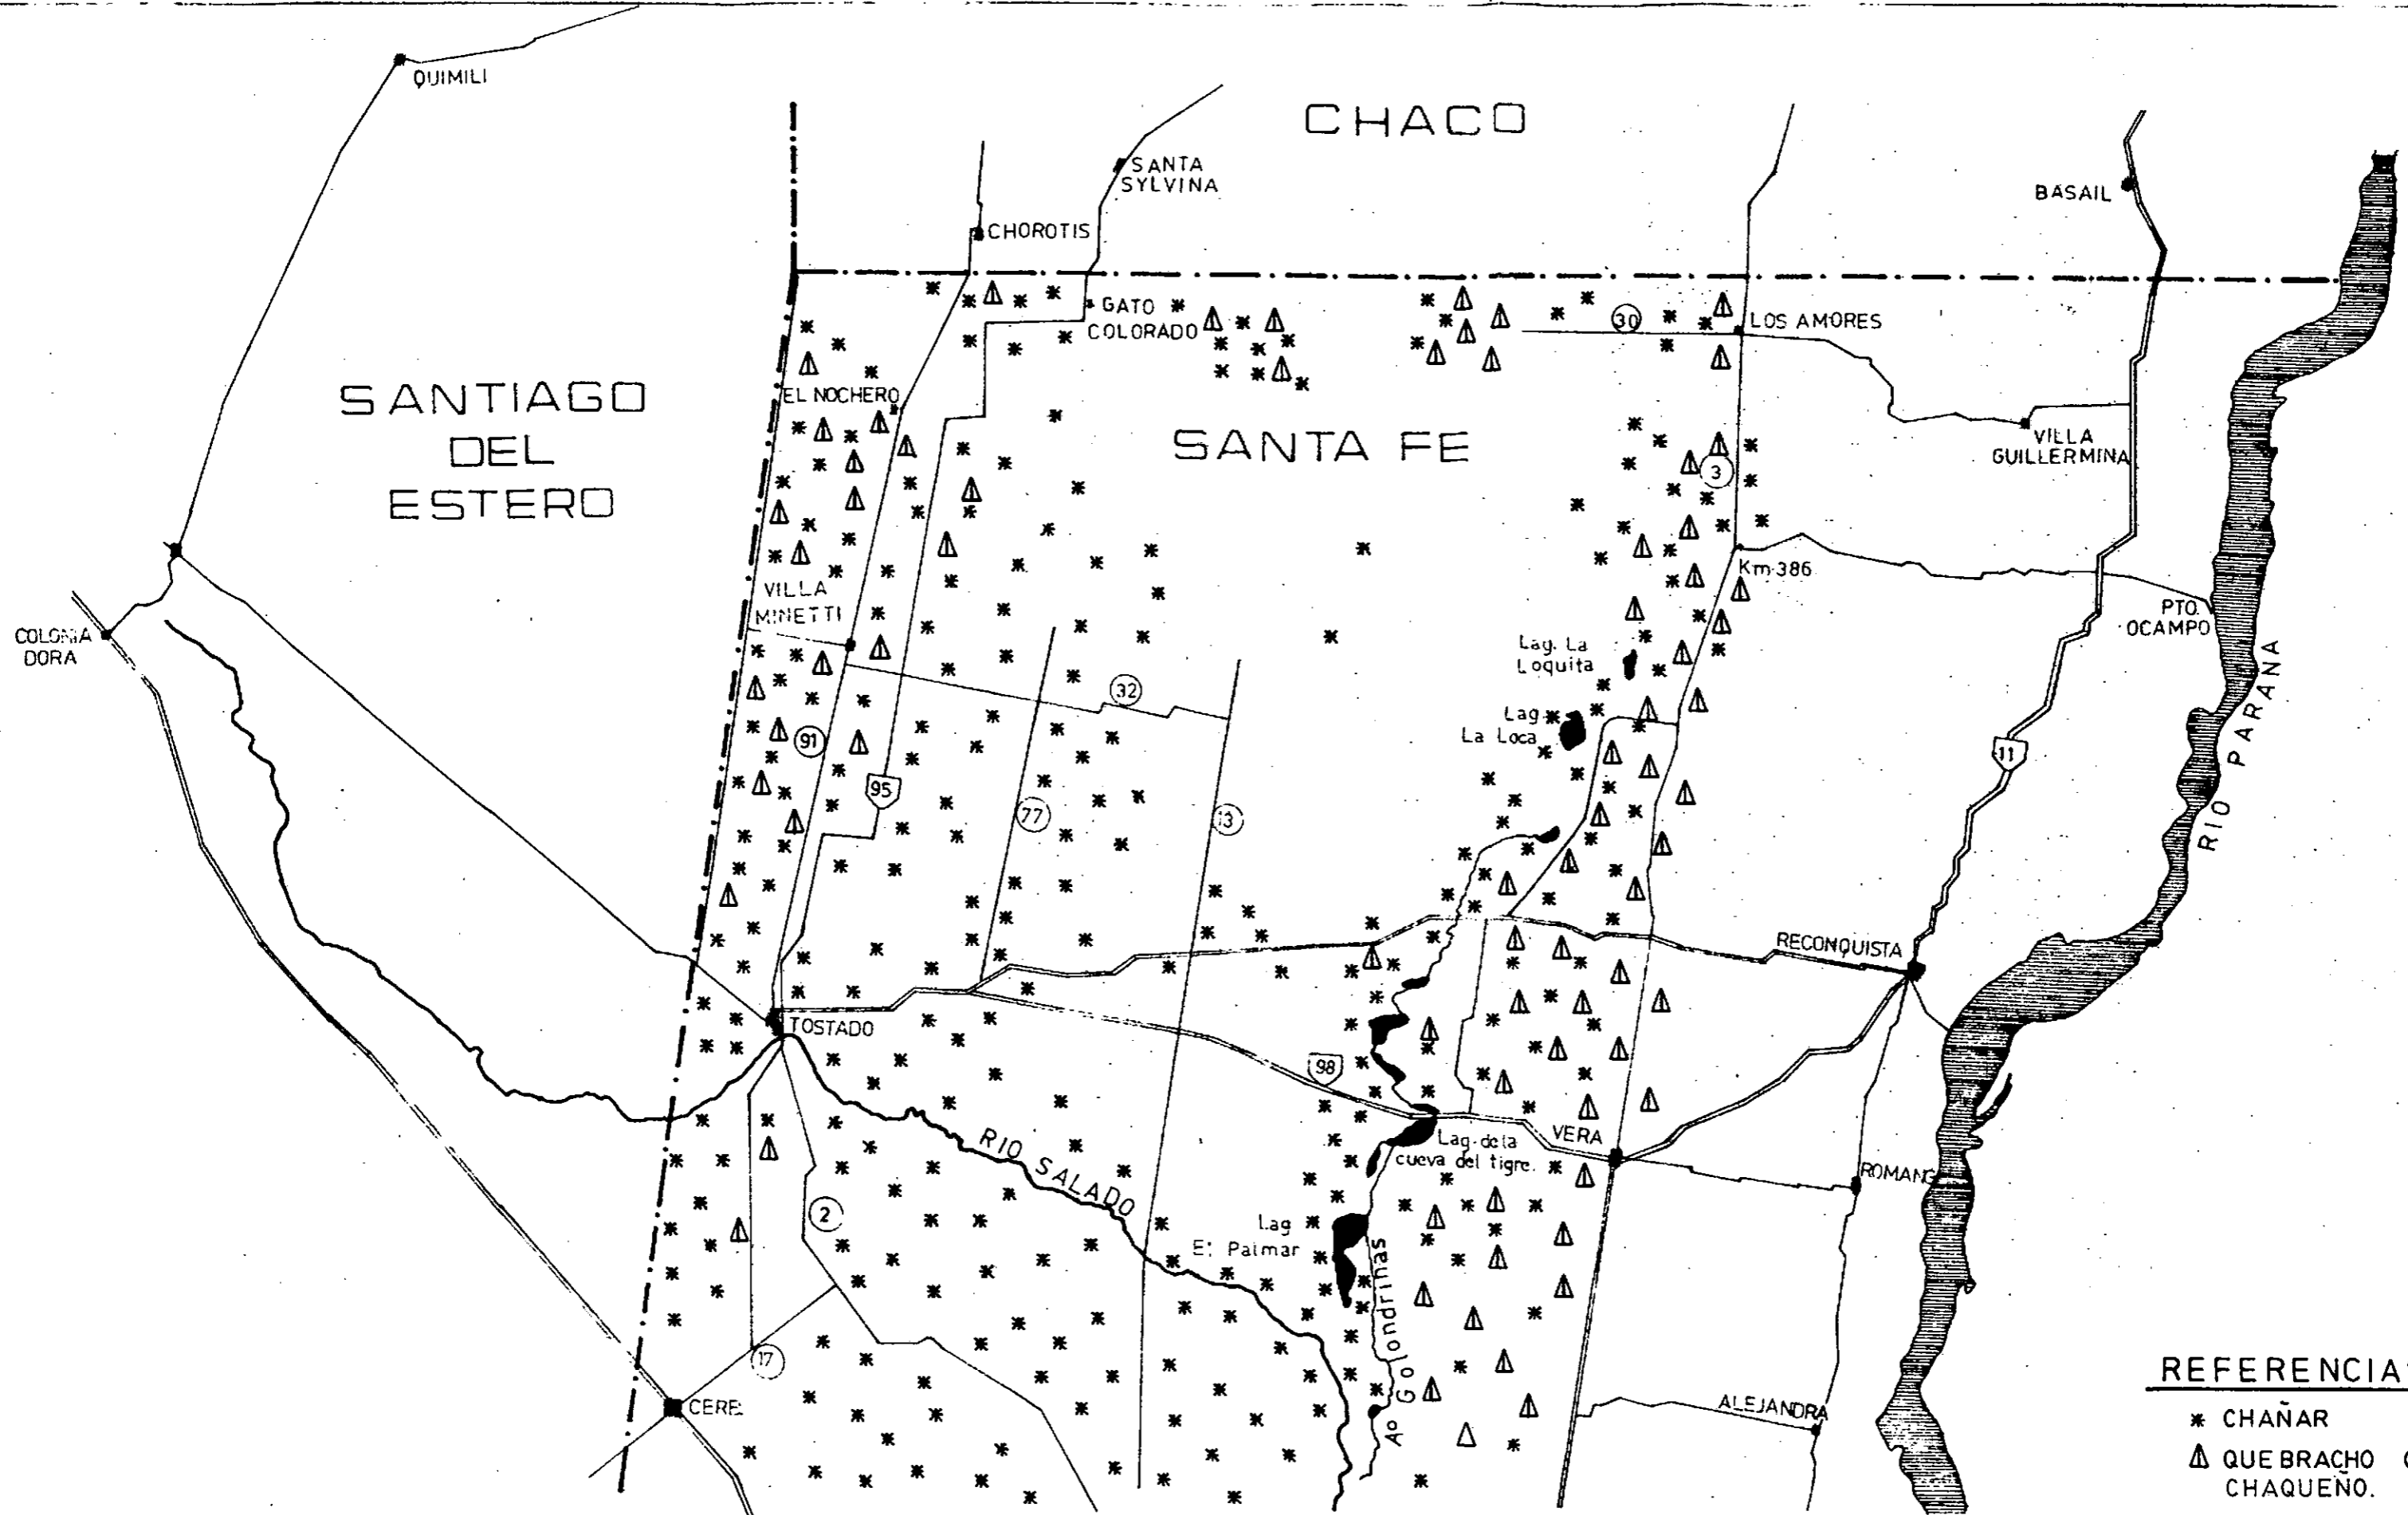 QUIMILI
CHACO
SANTA
SYLVINA
BASAIL
CHOROTIS
GATO
COLORADO
30
LOS AMORES
SANTIAGO
DEL
ESTERO
EL NOCHERO
SANTA FE
VILLA
GUILLERMINA
3
Km 386
VILLA
MINETTI
COLONIA
DORA
PTO.
OCAMPO
Lag. La
Loquita
32
Lag.
La Loca
91
95
77
13
11
RIO PARANA
RECONQUISTA
TOSTADO
98
RIO SALADO
Lag. de la
cueva del tigre.
VERA
ROMANG
2
Lag
El Palmar
Ao Golondrinas
17
CERE
ALEJANDRA
REFERENCIA
CHAÑAR
QUEBRACHO
CHAQUEÑO.